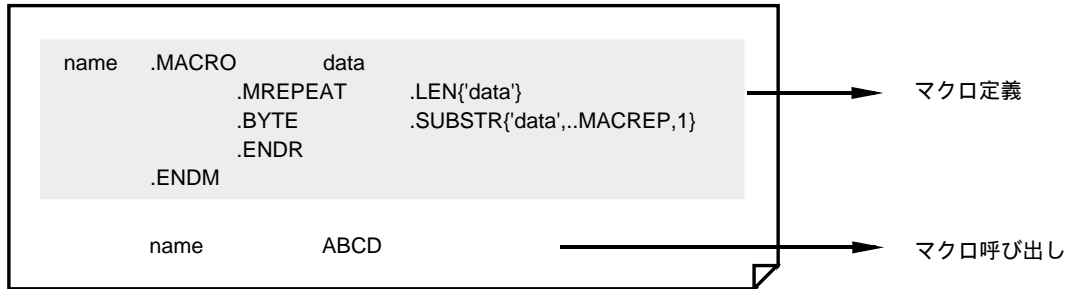 name .MACRO data
.MREPEAT .LEN{'data'}
.BYTE .SUBSTR{'data',..MACREP,1}
.ENDR
.ENDM
マクロ定義
name ABCD
マクロ呼び出し